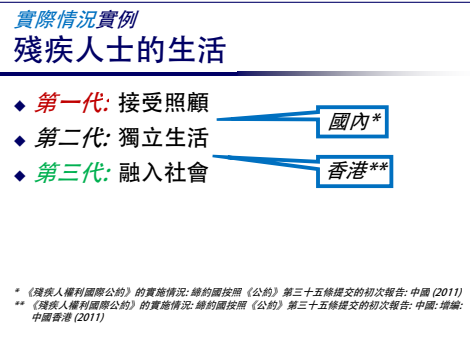 實際情況實例
殘疾人士的生活
◆ 第一代: 接受照顧
國內*
◆ 第二代: 獨立生活
香港**
◆ 第三代: 融入社會
* 《殘疾人權利國際公約》的實施情況: 締約國按照《公約》第三十五條提交的初次報告: 中國 (2011)
** 《殘疾人權利國際公約》的實施情況: 締約國按照《公約》第三十五條提交的初次報告: 中國: 增編:
中國香港 (2011)